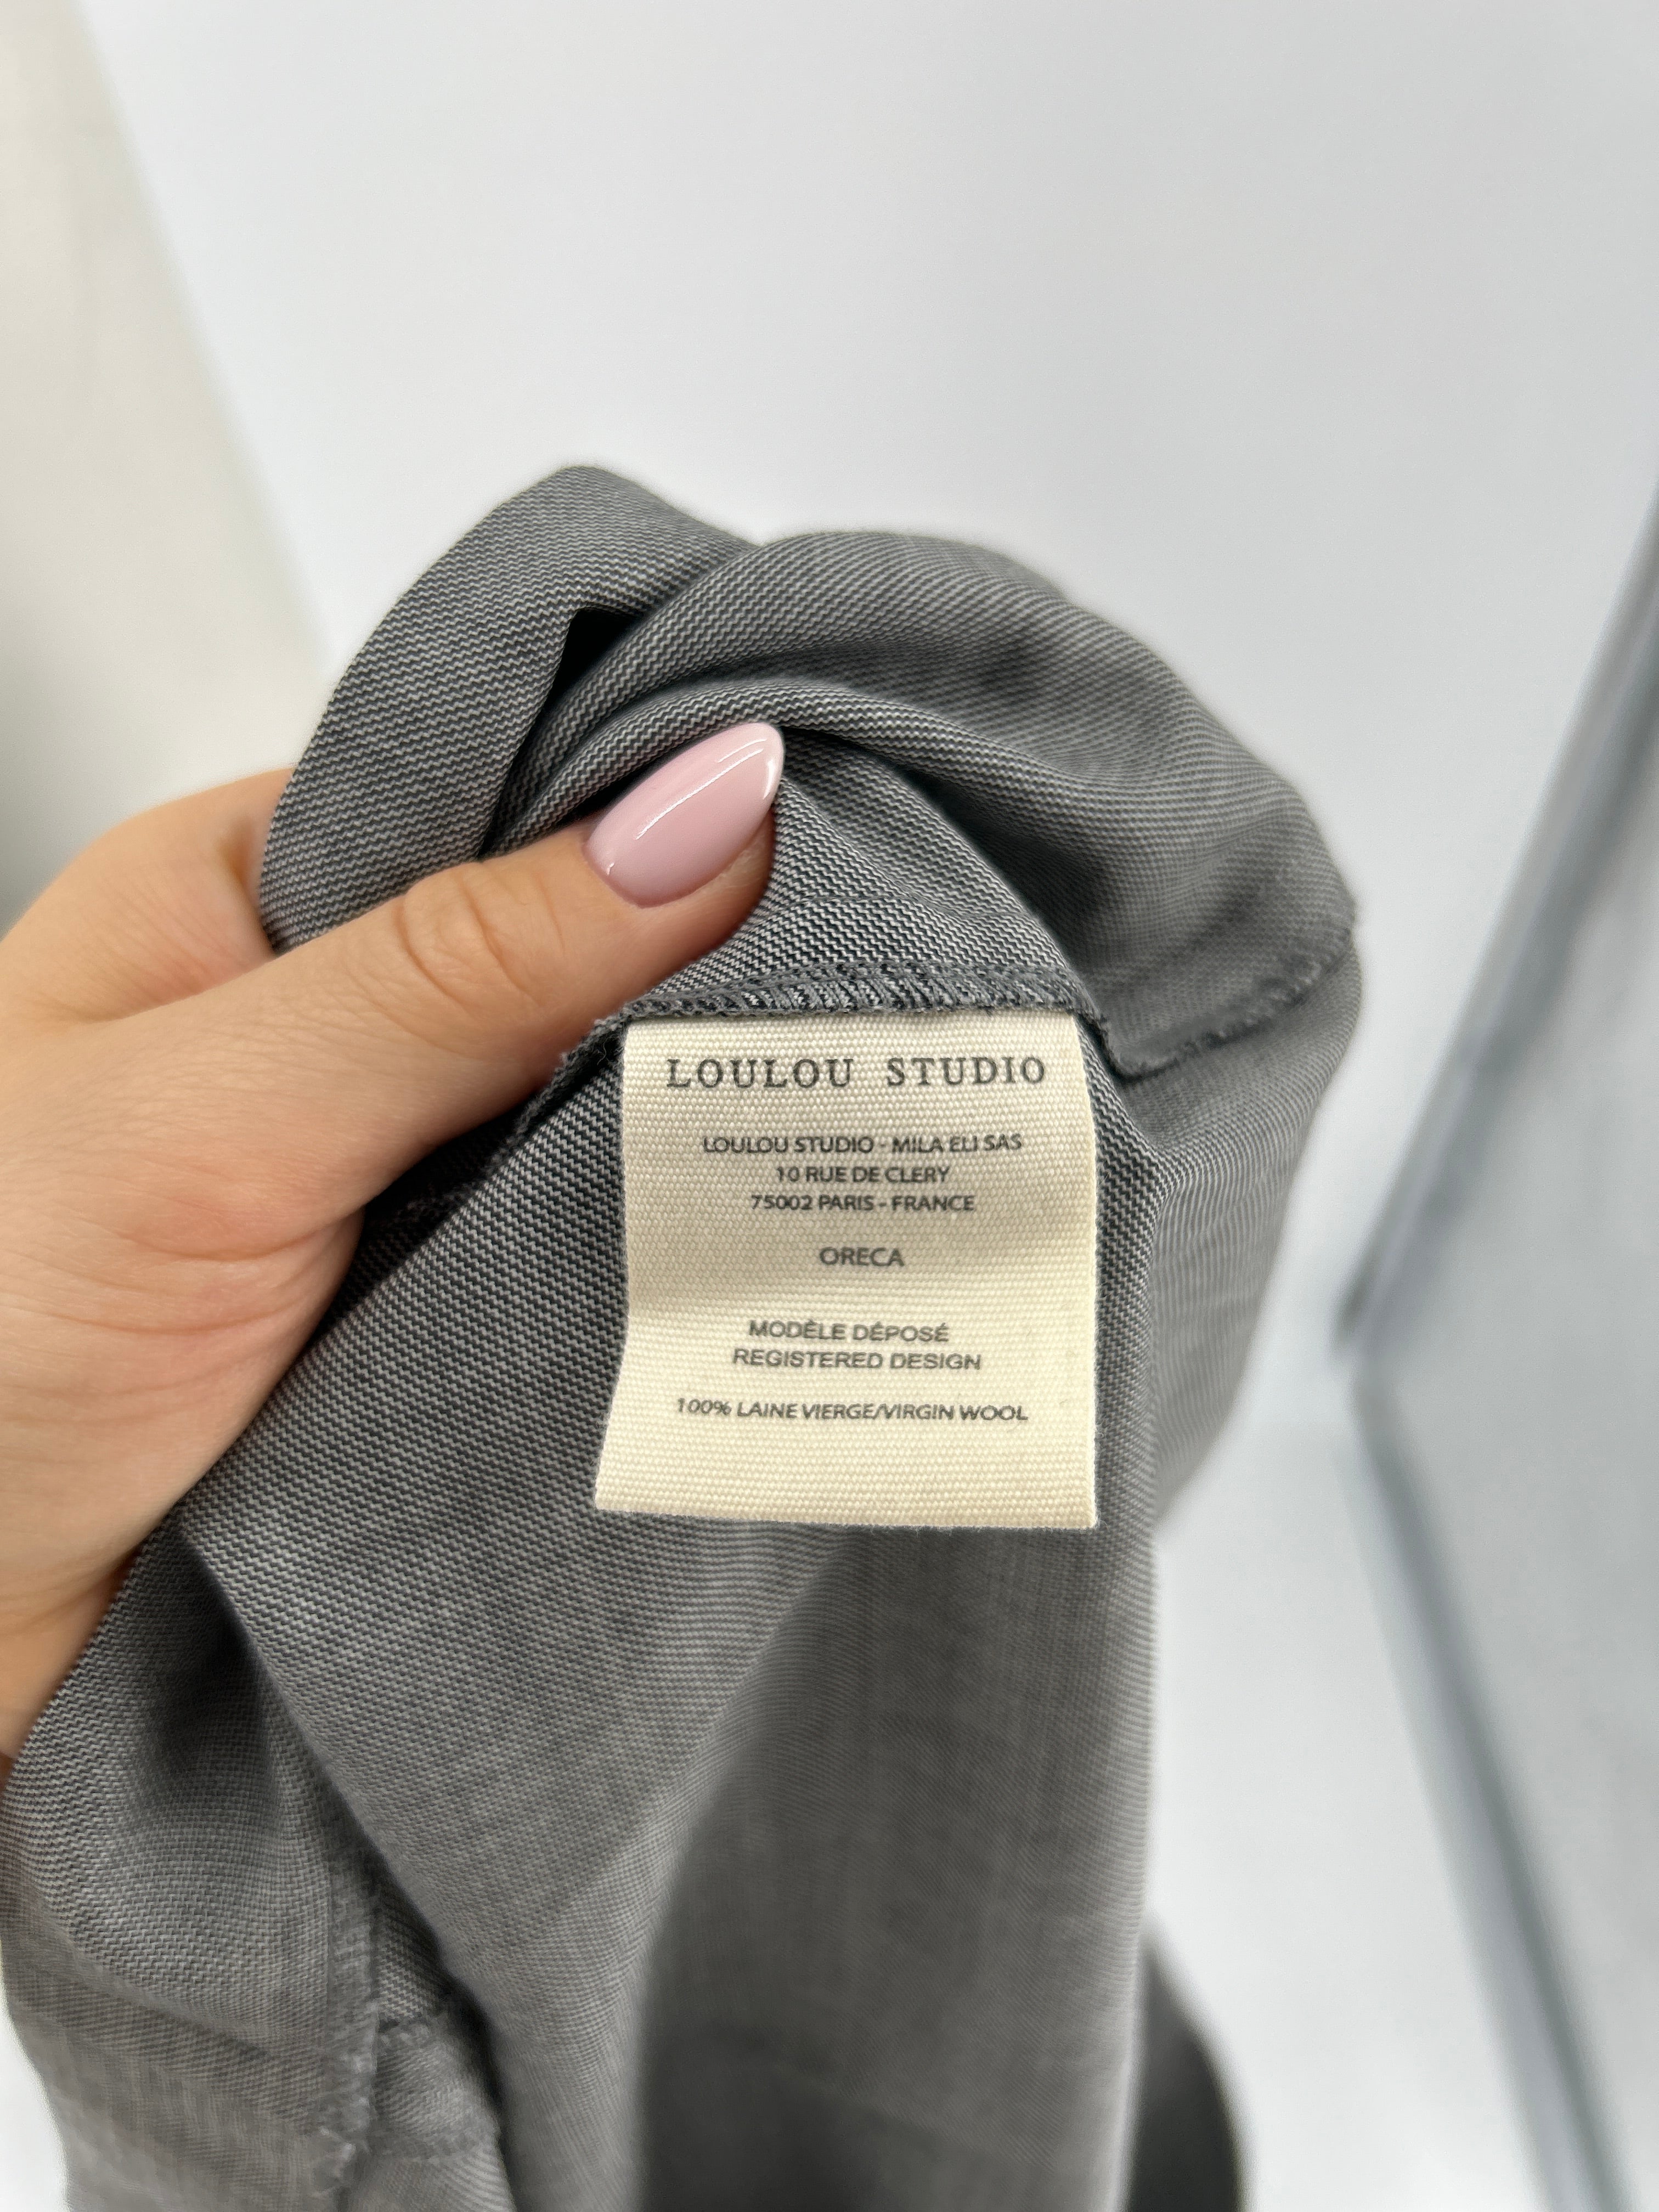 LOULOU STUDIO
LOULOU STUDIO - MILA ELI SAS
10 RUE DE CLERY
75002 PARIS - FRANCE
ORECA
MODÈLE DÉPOSÉ
REGISTERED DESIGN
100% LAINE VIERGE/VIRGIN WOOL